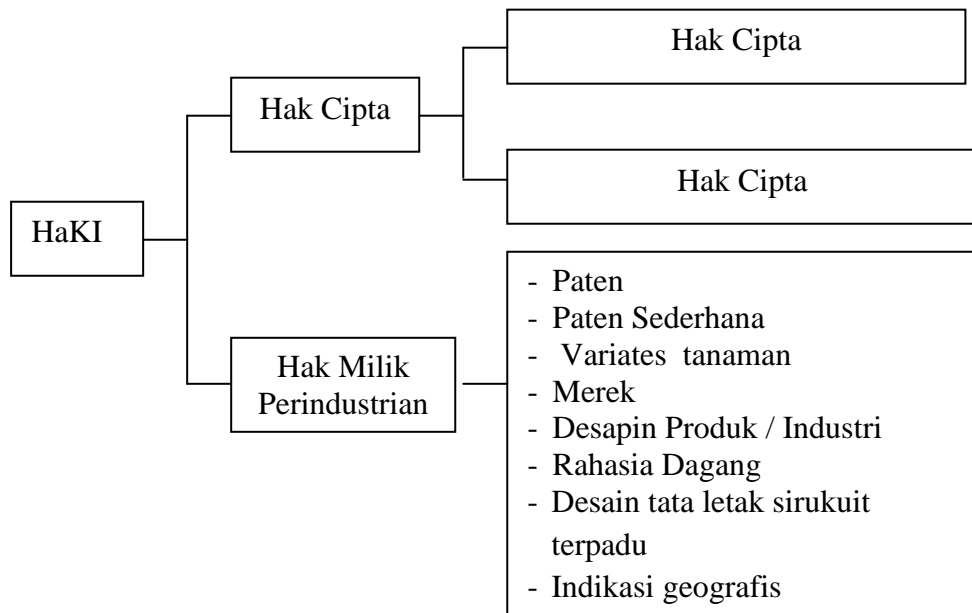 HaKI
Hak Cipta
Hak Cipta
Hak Cipta
Hak Milik
Perindustrian
- Paten
- Paten Sederhana
- Variates tanaman
- Merek
- Desapin Produk / Industri
- Rahasia Dagang
- Desain tata letak sirukuit
terpadu
- Indikasi geografis